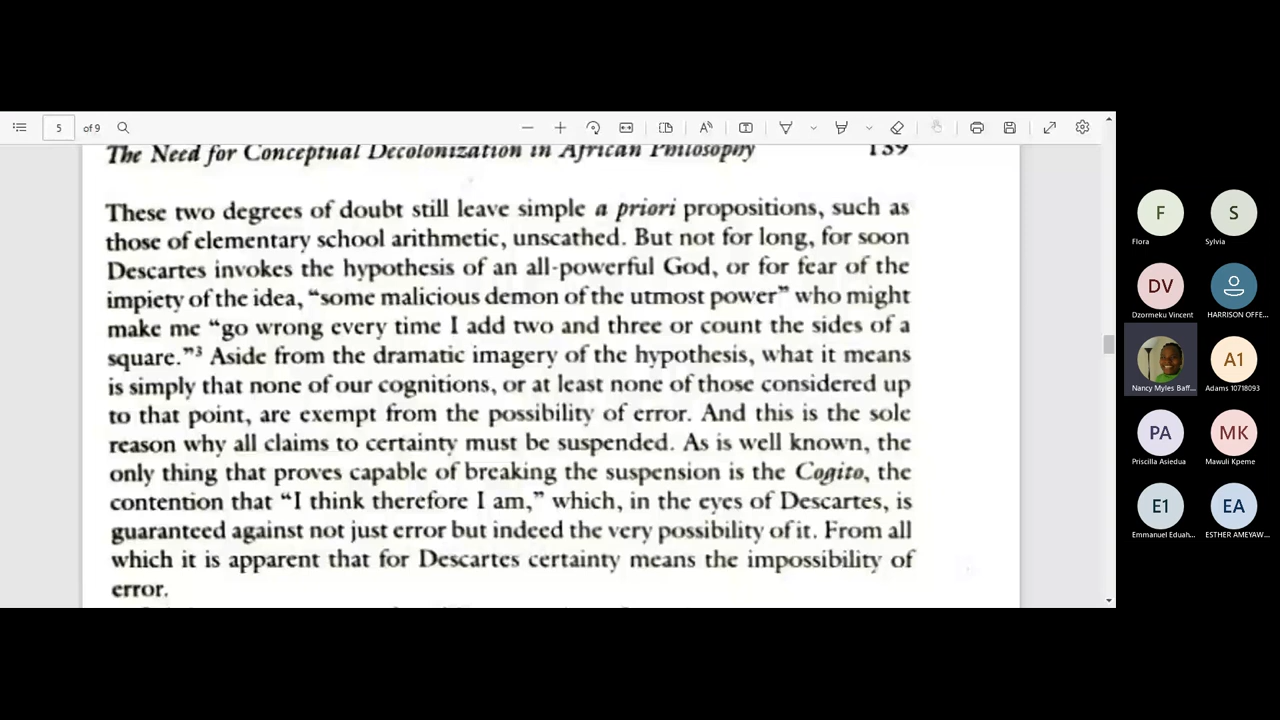 5
of 9
The Need for Conceptual Decolonization in African Philosophy 139
These two degrees of doubt still leave simple a priori propositions, such as
those of elementary school arithmetic, unscathed. But not for long, for soon
Descartes invokes the hypothesis of an all-powerful God, or for fear of the
impiety of the idea, “some malicious demon of the utmost power” who might
make me “go wrong every time I add two and three or count the sides of a
square.”3 Aside from the dramatic imagery of the hypothesis, what it means
is simply that none of our cognitions, or at least none of those considered up
to that point, are exempt from the possibility of error. And this is the sole
reason why all claims to certainty must be suspended. As is well known, the
only thing that proves capable of breaking the suspension is the Cogito, the
contention that “I think therefore I am,” which, in the eyes of Descartes, is
guaranteed against not just error but indeed the very possibility of it. From all
which it is apparent that for Descartes certainty means the impossibility of
error.
F
S
Flora
Sylvia
DV
Dzormeku Vincent
HARRISON OFFE...
A1
Nancy Myles Baff...
Adams 10718093
PA
MK
Priscilla Asiedua
Mawuli Kpeme
E1
EA
Emmanuel Eduah...
ESTHER AMEYAW...